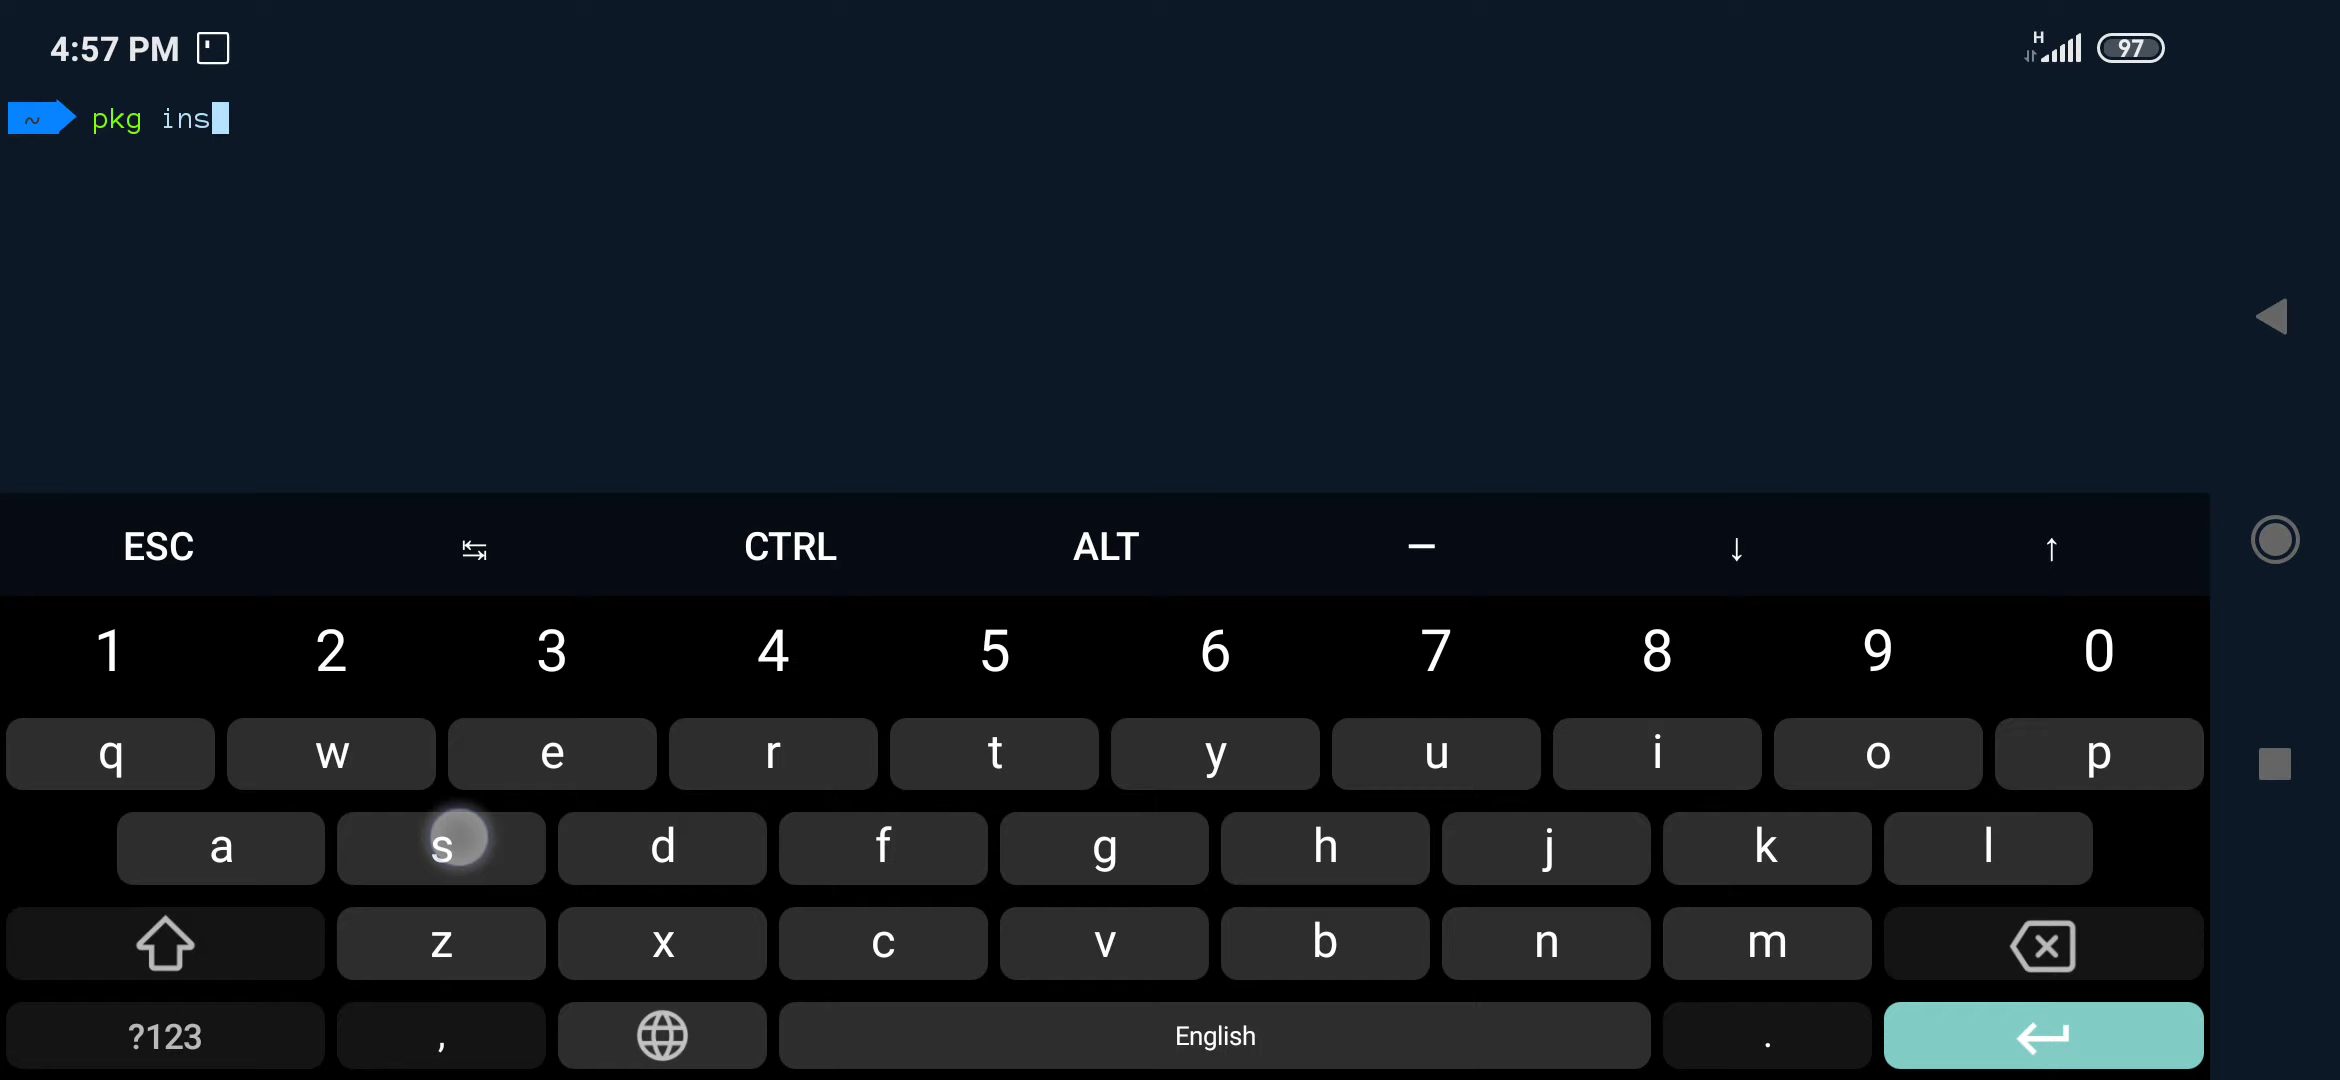 4:57 PM H 97
~ pkg ins
ESC ↹ CTRL ALT — ↓ ↑
1 2 3 4 5 6 7 8 9 0
q w e r t y u i o p
a s d f g h j k l
z x c v b n m
?123 , English .